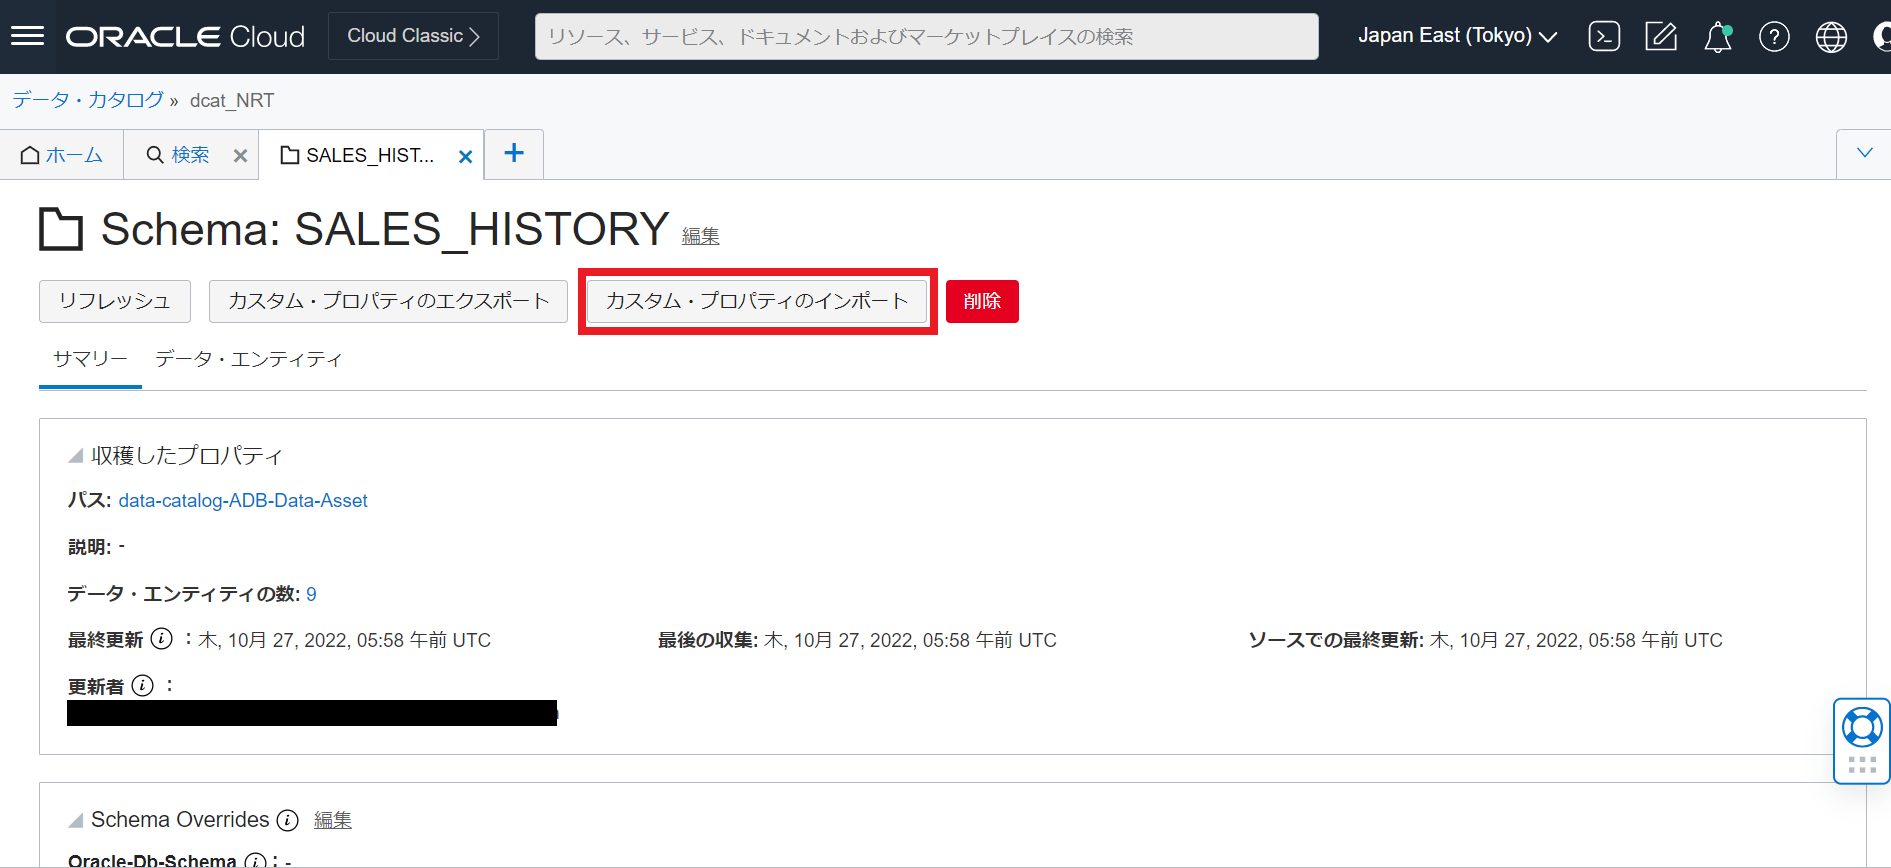 ORACLE Cloud
Cloud Classic
リソース、サービス、ドキュメントおよびマーケットプレイスの検索
Japan East (Tokyo)
データ・カタログ » dcat_NRT
ホーム
検索
SALES_HIST...
Schema: SALES_HISTORY 編集
リフレッシュ
カスタム・プロパティのエクスポート
カスタム・プロパティのインポート
削除
サマリー
データ・エンティティ
収穫したプロパティ
パス: data-catalog-ADB-Data-Asset
説明: -
データ・エンティティの数: 9
最終更新 ：木, 10月 27, 2022, 05:58 午前 UTC
最後の収集: 木, 10月 27, 2022, 05:58 午前 UTC
ソースでの最終更新: 木, 10月 27, 2022, 05:58 午前 UTC
更新者 ：
Schema Overrides 編集
Oracle-Db-Schema : -